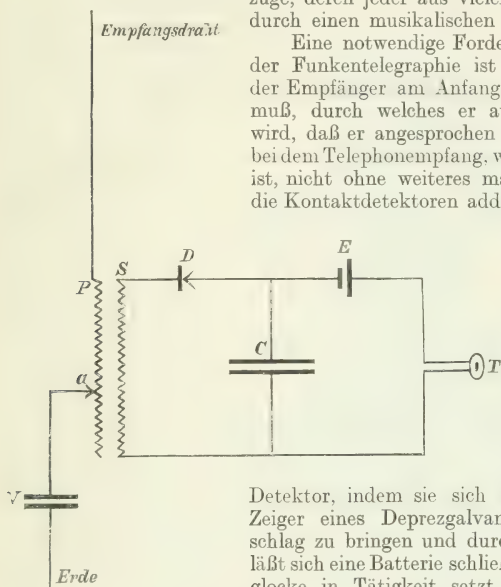 züge, deren jeder aus vielen
durch einen musikalischen
Eine notwendige Forde
der Funkentelegraphie ist
der Empfänger am Anfang
muß, durch welches er a
wird, daß er angesprochen
bei dem Telephonempfang, w
ist, nicht ohne weiteres ma
die Kontaktdetektoren add
Empfangsdraht
P
S
D
E
C
T
a
V
Erde
Detektor, indem sie sich
Zeiger eines Deprezgalvan
schlag zu bringen und durc
läßt sich eine Batterie schlie
glocke in Tätigkeit setzt